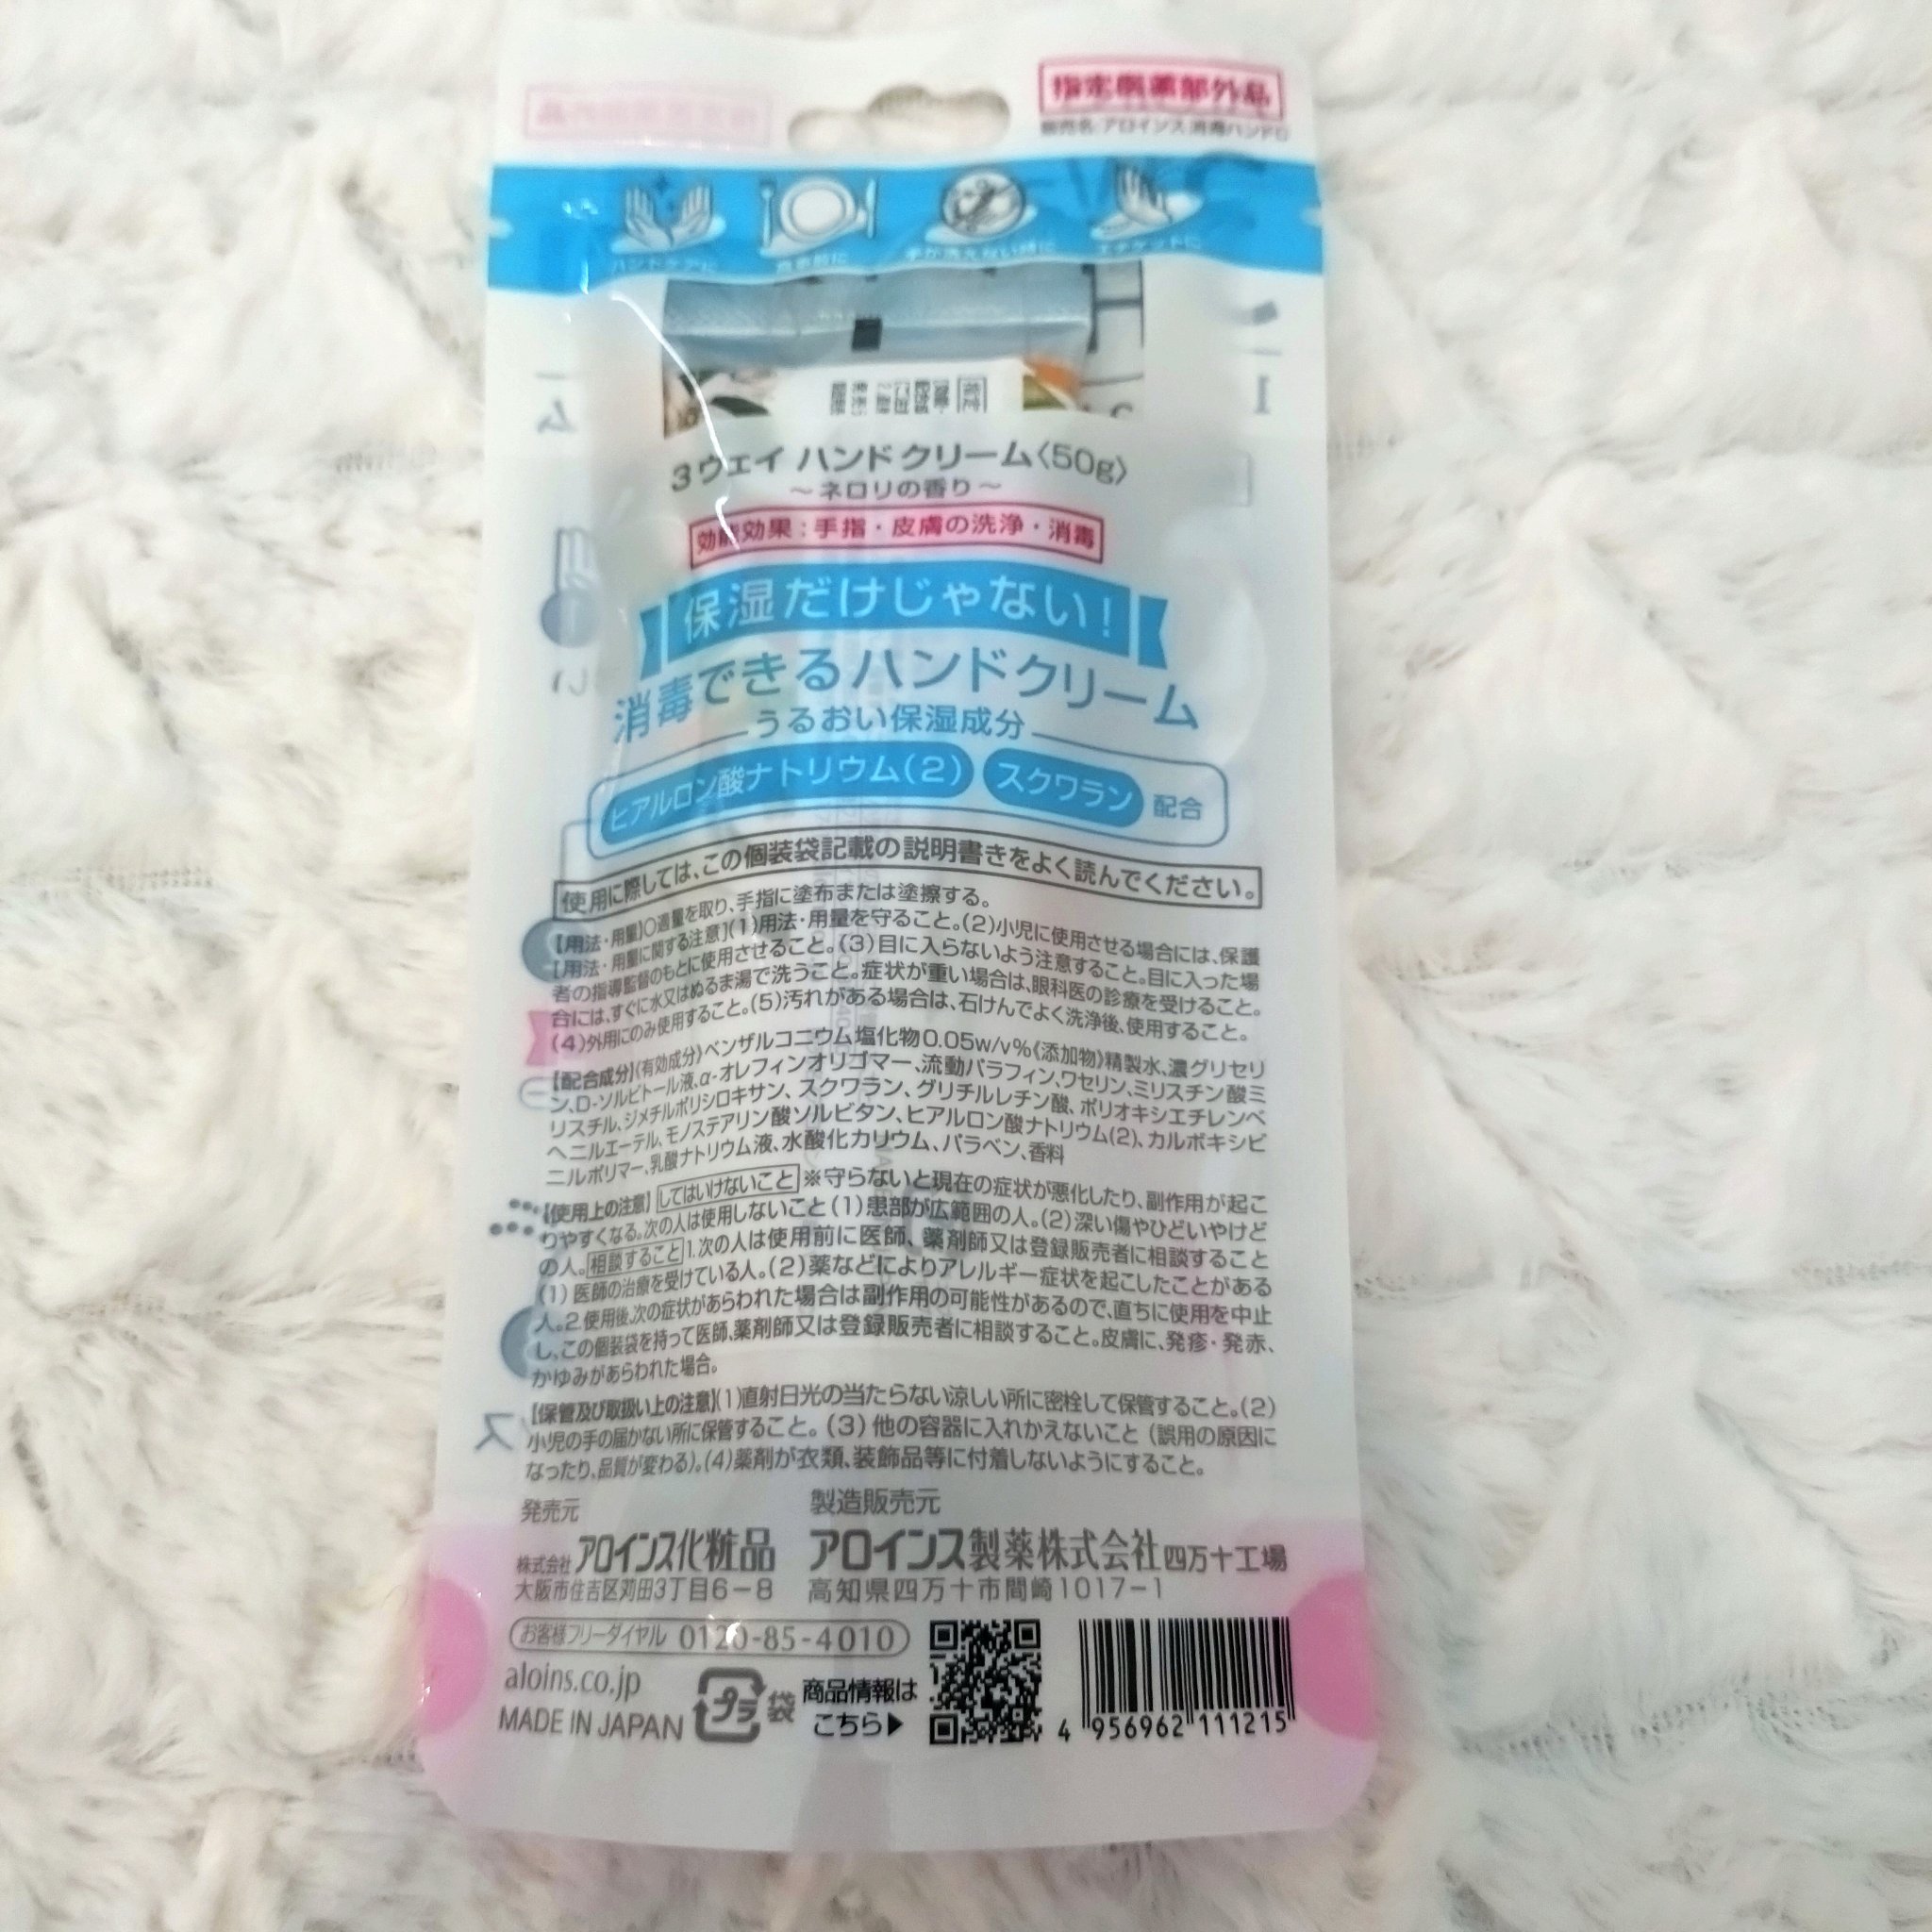 指定医薬部外品
販売名:アロインス消毒ハンドC
ハンドケアに
食事前に
手が洗えない時に
エチケットに
3ウェイ ハンドクリーム〈50g〉
~ネロリの香り~
効能効果:手指・皮膚の洗浄・消毒
保湿だけじゃない!
消毒できるハンドクリーム
うるおい保湿成分
ヒアルロン酸ナトリウム(2) スクワラン 配合
使用に際しては、この個装袋記載の説明書きをよく読んでください。
【用法・用量】○適量を取り、手指に塗布または塗擦する。
【用法・用量に関する注意】(1)用法・用量を守ること。(2)小児に使用させる場合には、保護
者の指導監督のもとに使用させること。(3)目に入らないよう注意すること。目に入った場
合には、すぐに水又はぬるま湯で洗うこと。症状が重い場合は、眼科医の診療を受けること。
(4)外用にのみ使用すること。(5)汚れがある場合は、石けんでよく洗浄後、使用すること。
【配合成分】《有効成分》ベンザルコニウム塩化物0.05w/v%《添加物》精製水、濃グリセリ
ン、D-ソルビトール液、α-オレフィンオリゴマー、流動パラフィン、ワセリン、ミリスチン酸ミ
リスチル、ジメチルポリシロキサン、スクワラン、グリチルレチン酸、ポリオキシエチレンベ
ヘニルエーテル、モノステアリン酸ソルビタン、ヒアルロン酸ナトリウム(2)、カルボキシビ
ニルポリマー、乳酸ナトリウム液、水酸化カリウム、パラベン、香料
【使用上の注意】 してはいけないこと ※守らないと現在の症状が悪化したり、副作用が起こ
りやすくなる。次の人は使用しないこと(1)患部が広範囲の人。(2)深い傷やひどいやけど
の人。 相談すること 1.次の人は使用前に医師、薬剤師又は登録販売者に相談すること
(1)医師の治療を受けている人。(2)薬などによりアレルギー症状を起こしたことがある
人。2.使用後、次の症状があらわれた場合は副作用の可能性があるので、直ちに使用を中止
し、この個装袋を持って医師、薬剤師又は登録販売者に相談すること。皮膚に、発疹・発赤、
かゆみがあらわれた場合。
【保管及び取扱い上の注意】(1)直射日光の当たらない涼しい所に密栓して保管すること。(2)
小児の手の届かない所に保管すること。(3)他の容器に入れかえないこと(誤用の原因に
なったり、品質が変わる)。(4)薬剤が衣類、装飾品等に付着しないようにすること。
発売元 製造販売元
株式会社アロインス化粧品 アロインス製薬株式会社四万十工場
大阪市住吉区苅田3丁目6-8 高知県四万十市間崎1017-1
お客様フリーダイヤル 0120-85-4010
aloins.co.jp
MADE IN JAPAN
プラ 袋
商品情報は
こちら▶
4 956962 111215